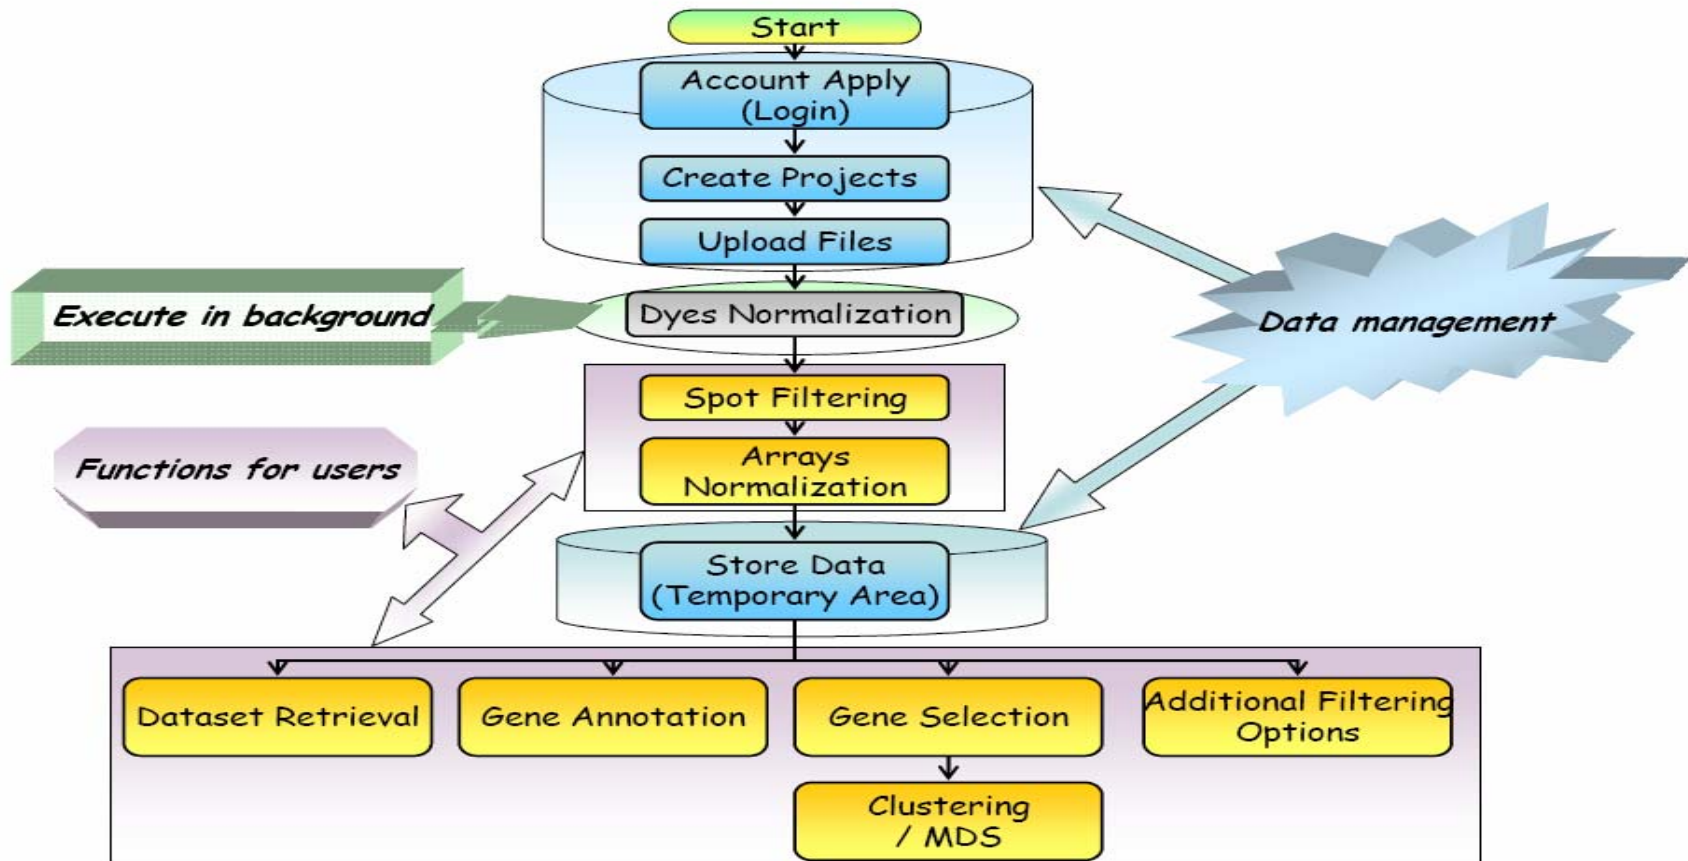 Start
Account Apply
(Login)
Create Projects
Upload Files
Execute in background
Dyes Normalization
Data management
Spot Filtering
Functions for users
Arrays
Normalization
Store Data
(Temporary Area)
Dataset Retrieval
Gene Annotation
Gene Selection
Additional Filtering
Options
Clustering
/ MDS